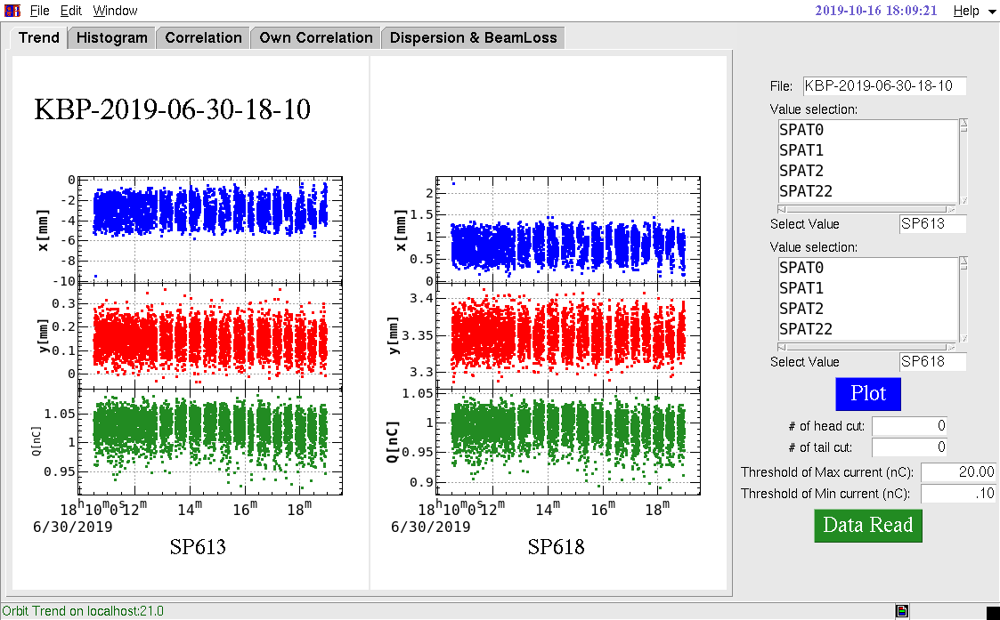 File Edit Window 2019-10-16 18:09:21 Help
Trend Histogram Correlation Own Correlation Dispersion & BeamLoss
KBP-2019-06-30-18-10
0
-2
-4
-6
-8
-10
x[mm]
0.3
0.2
0.1
0
y[mm]
1.05
1
0.95
Q[nC]
18h10m0s 12m 14m 16m 18m
6/30/2019
SP613
2
1.5
1
0.5
0
x[mm]
3.4
3.35
3.3
y[mm]
1.05
1
0.95
0.9
Q[nC]
18h10m0s 12m 14m 16m 18m
6/30/2019
SP618
File: KBP-2019-06-30-18-10
Value selection:
SPAT0
SPAT1
SPAT2
SPAT22
Select Value SP613
Value selection:
SPAT0
SPAT1
SPAT2
SPAT22
Select Value SP618
Plot
# of head cut: 0
# of tail cut: 0
Threshold of Max current (nC): 20.00
Threshold of Min current (nC): .10
Data Read
Orbit Trend on localhost:21.0